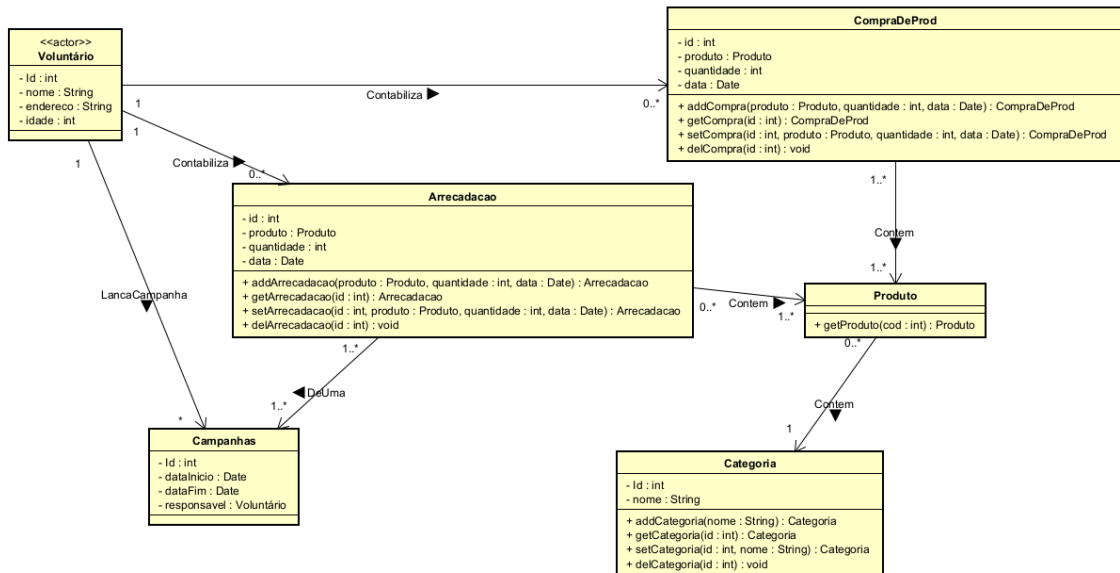 <<actor>>
Voluntário
- Id : int
- nome : String
- endereco : String
- idade : int
CompraDeProd
- id : int
- produto : Produto
- quantidade : int
- data : Date
+ addCompra(produto : Produto, quantidade : int, data : Date) : CompraDeProd
+ getCompra(id : int) : CompraDeProd
+ setCompra(id : int, produto : Produto, quantidade : int, data : Date) : CompraDeProd
+ delCompra(id : int) : void
1
Contabiliza
0..*
1
Contabiliza
0..*
1
LancaCampanha
*
Arrecadacao
- id : int
- produto : Produto
- quantidade : int
- data : Date
+ addArrecadacao(produto : Produto, quantidade : int, data : Date) : Arrecadacao
+ getArrecadacao(id : int) : Arrecadacao
+ setArrecadacao(id : int, produto : Produto, quantidade : int, data : Date) : Arrecadacao
+ delArrecadacao(id : int) : void
1..*
Contem
1..*
0..*
Contem
1..*
Produto
+ getProduto(cod : int) : Produto
1..*
DeUma
1..*
0..*
Contem
1
Campanhas
- Id : int
- dataInicio : Date
- dataFim : Date
- responsavel : Voluntário
Categoria
- Id : int
- nome : String
+ addCategoria(nome : String) : Categoria
+ getCategoria(id : int) : Categoria
+ setCategoria(id : int, nome : String) : Categoria
+ delCategoria(id : int) : void